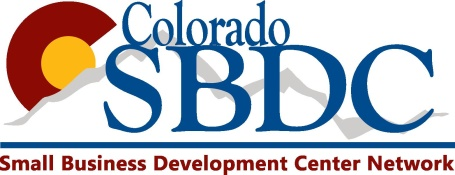 Colorado
SBDC
Small Business Development Center Network